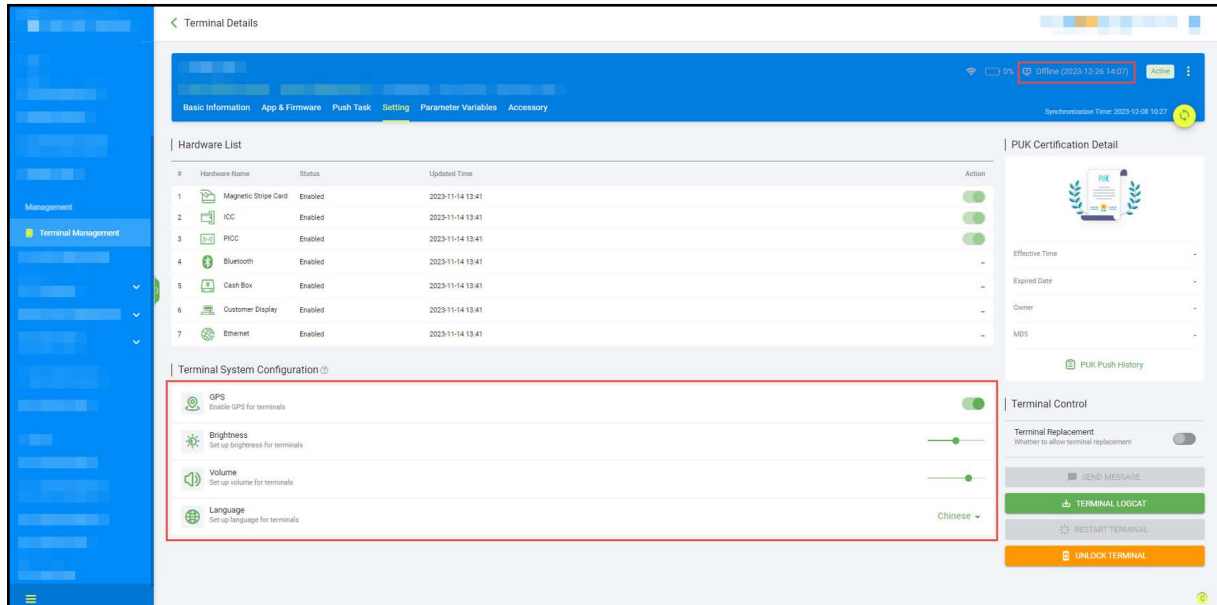 Terminal Details
0% Offline (2023-12-26 14:07) Active
Basic Information App & Firmware Push Task Setting Parameter Variables Accessory
Synchronization Time: 2023-12-08 10:27
Management
Terminal Management
Hardware List
# Hardware Name Status Updated Time Action
1 Magnetic Stripe Card Enabled 2023-11-14 13:41
2 ICC Enabled 2023-11-14 13:41
3 PICC Enabled 2023-11-14 13:41
4 Bluetooth Enabled 2023-11-14 13:41 -
5 Cash Box Enabled 2023-11-14 13:41 -
6 Customer Display Enabled 2023-11-14 13:41 -
7 Ethernet Enabled 2023-11-14 13:41 -
Terminal System Configuration
GPS
Enable GPS for terminals
Brightness
Set up brightness for terminals
Volume
Set up volume for terminals
Language
Set up language for terminals
Chinese
PUK Certification Detail
PUK
Effective Time -
Expired Date -
Owner -
MD5 -
PUK Push History
Terminal Control
Terminal Replacement
Whether to allow terminal replacement
SEND MESSAGE
TERMINAL LOGCAT
RESTART TERMINAL
UNLOCK TERMINAL